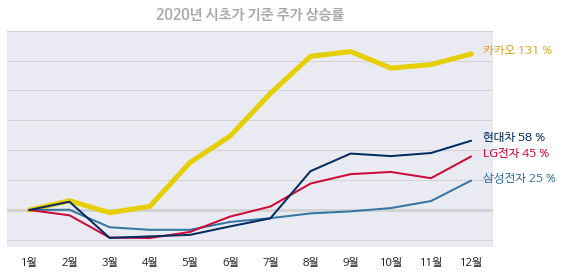 2020년 시초가 기준 주가 상승률
카카오 131 %
현대차 58 %
LG전자 45 %
삼성전자 25 %
1월 2월 3월 4월 5월 6월 7월 8월 9월 10월 11월 12월